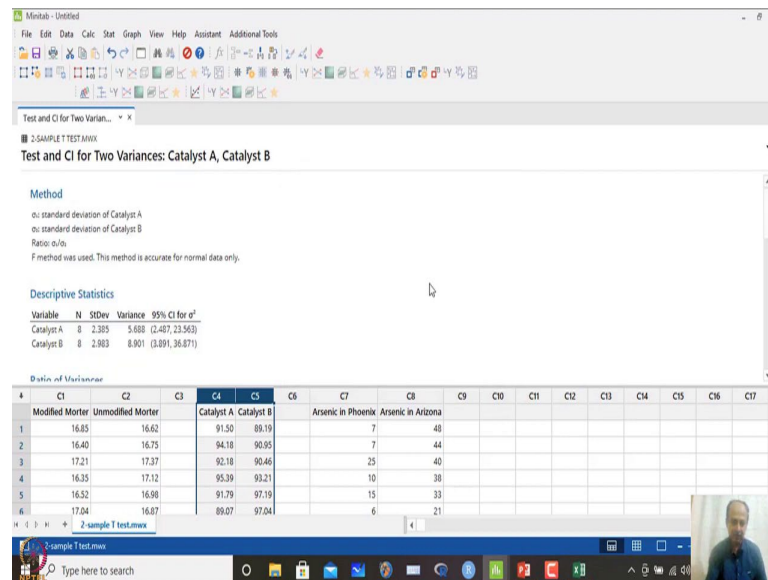 Minitab - Untitled
File Edit Data Calc Stat Graph View Help Assistant Additional Tools
Test and CI for Two Varian...
2-SAMPLE T TEST.MWX
Test and CI for Two Variances: Catalyst A, Catalyst B
Method
σ₁: standard deviation of Catalyst A
σ₂: standard deviation of Catalyst B
Ratio: σ₁/σ₂
F method was used. This method is accurate for normal data only.
Descriptive Statistics
Variable N StDev Variance 95% CI for σ²
Catalyst A 8 2.385 5.688 (2.487, 23.563)
Catalyst B 8 2.983 8.901 (3.891, 36.871)
Ratio of Variances
C1 C2 C3 C4 C5 C6 C7 C8 C9 C10 C11 C12 C13 C14 C15 C16 C17
Modified Morter Unmodified Morter Catalyst A Catalyst B Arsenic in Phoenix Arsenic in Arizona
1 16.85 16.62 91.50 89.19 7 48
2 16.40 16.75 94.18 90.95 7 44
3 17.21 17.37 92.18 90.46 25 40
4 16.35 17.12 95.39 93.21 10 38
5 16.52 16.98 91.79 97.19 15 33
6 17.04 16.87 89.07 97.04 6 21
2-sample T test.mwx
2-sample T test.mwx
Type here to search
NPTEL